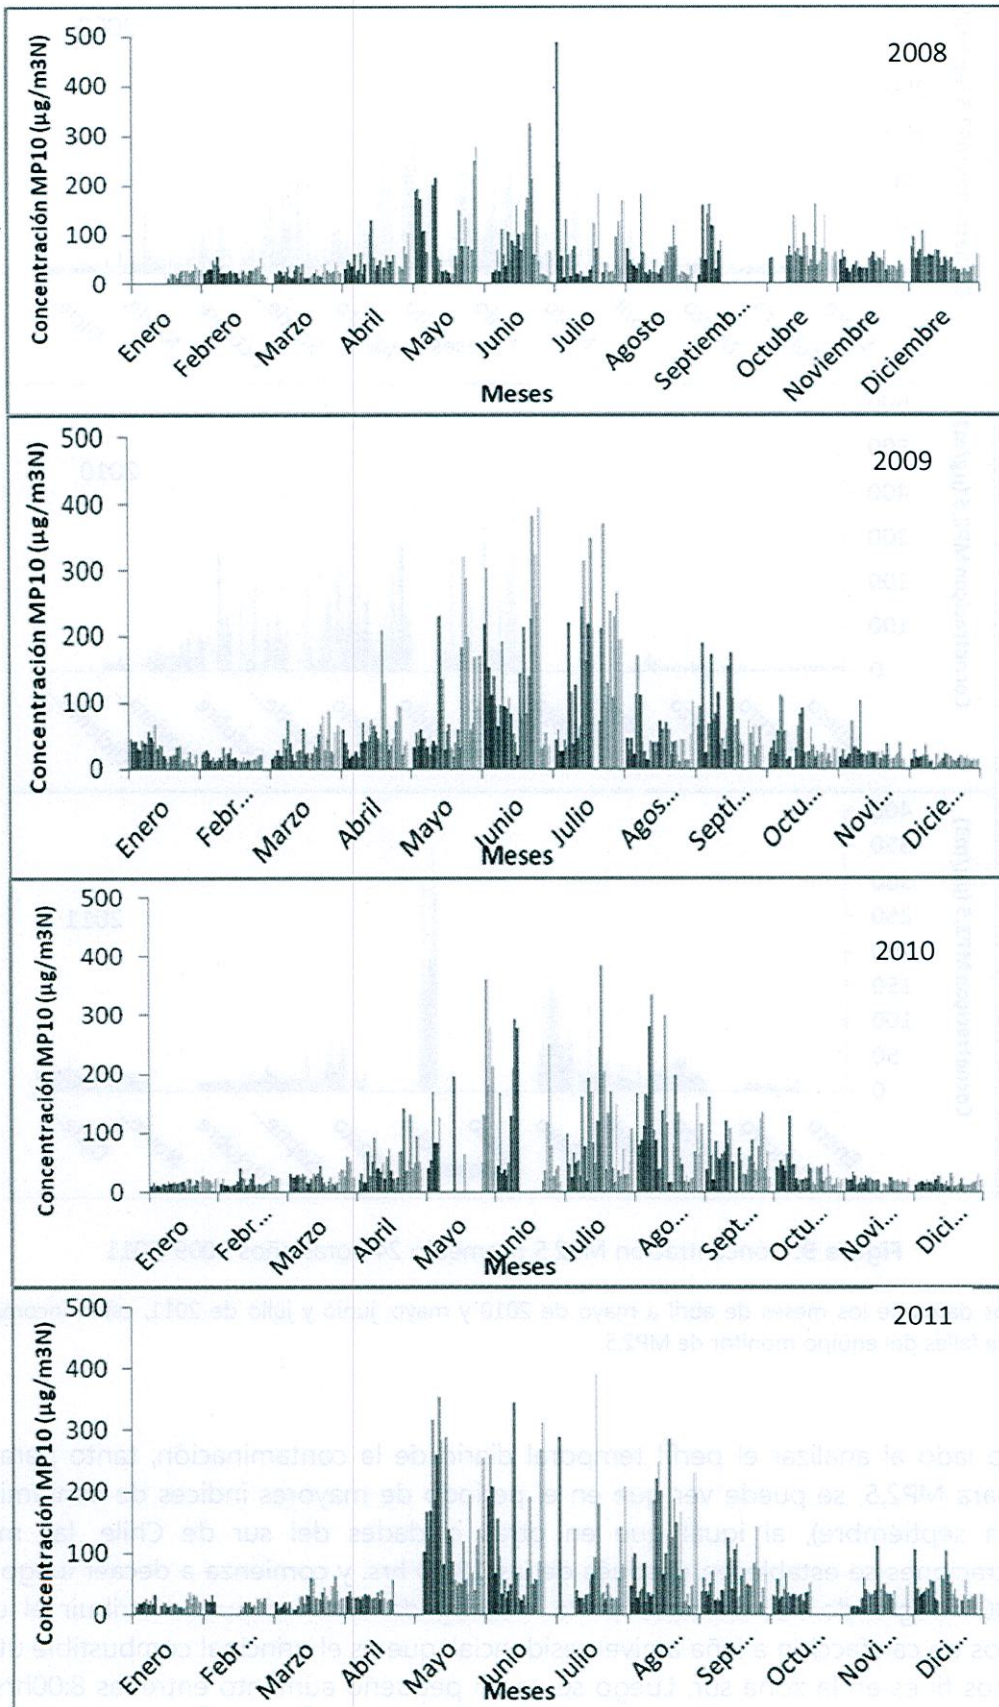 500
400
300
200
100
0
Concentración MP10 (µg/m3N)
2008
Enero
Febrero
Marzo
Abril
Mayo
Junio
Julio
Agosto
Septiemb...
Octubre
Noviembre
Diciembre
Meses
500
400
300
200
100
0
Concentración MP10 (µg/m3N)
2009
Enero
Febr...
Marzo
Abril
Mayo
Junio
Julio
Agos...
Septi...
Octu...
Novi...
Dicie...
Meses
500
400
300
200
100
0
Concentración MP10 (µg/m3N)
2010
Enero
Febr...
Marzo
Abril
Mayo
Junio
Julio
Ago...
Sept...
Octu...
Novi...
Dici...
Meses
500
400
300
200
100
0
Concentración MP10 (µg/m3N)
2011
Enero
Febr...
Marzo
Abril
Mayo
Junio
Julio
Ago...
Sept...
Octu...
Novi...
Dici...
Meses